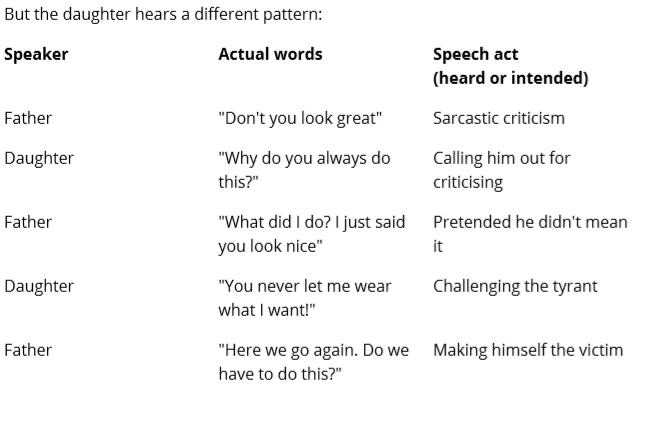 But the daughter hears a different pattern:
Speaker Actual words Speech act
(heard or intended)
Father "Don't you look great" Sarcastic criticism
Daughter "Why do you always do Calling him out for
this?" criticising
Father "What did I do? I just said Pretended he didn't mean
you look nice" it
Daughter "You never let me wear Challenging the tyrant
what I want!"
Father "Here we go again. Do we Making himself the victim
have to do this?"